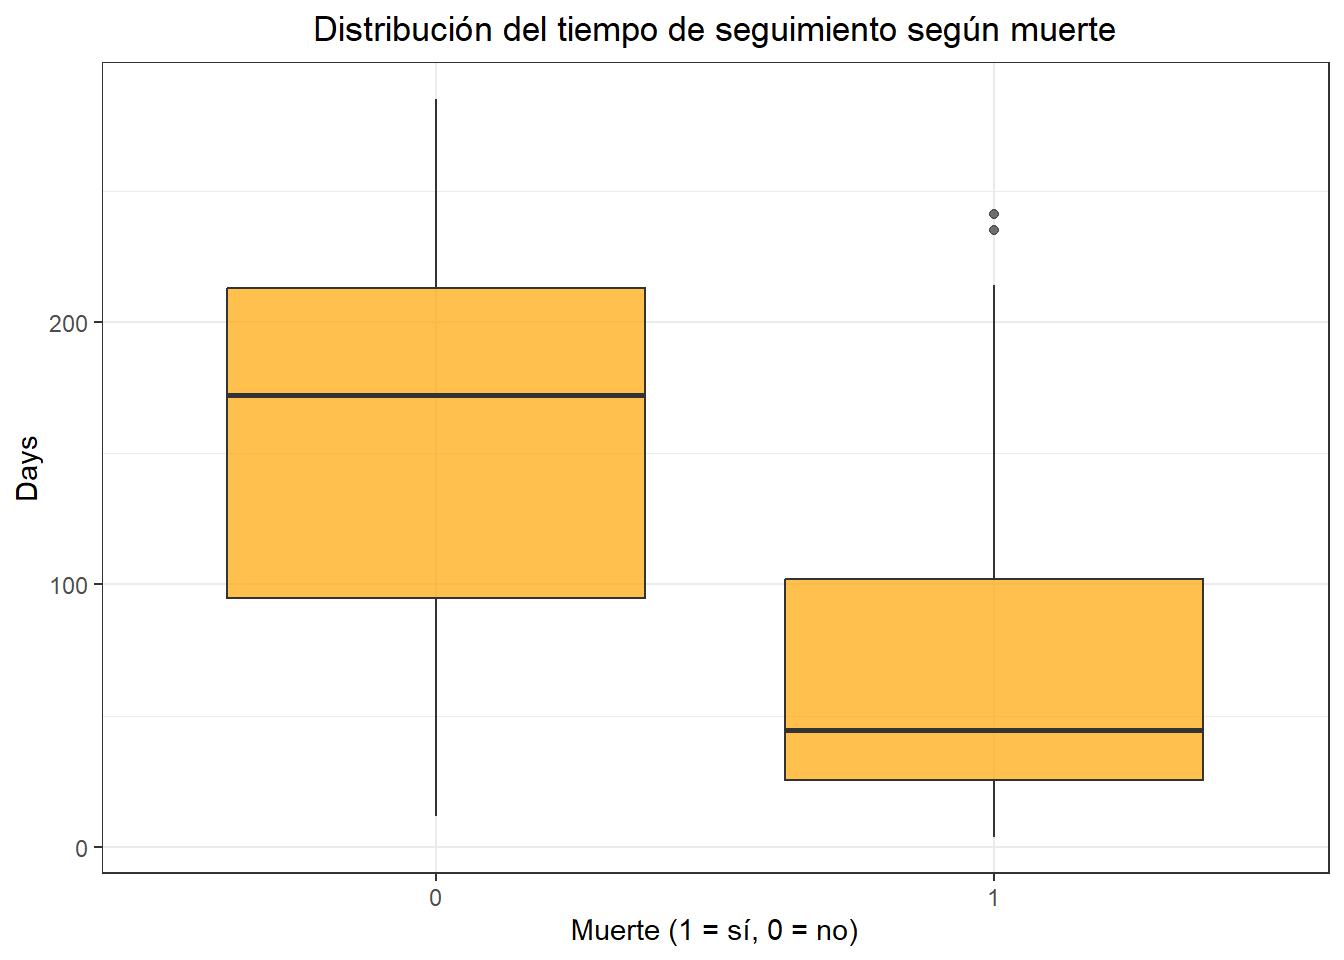 Distribución del tiempo de seguimiento según muerte
Days
200
100
0
0
1
Muerte (1 = sí, 0 = no)